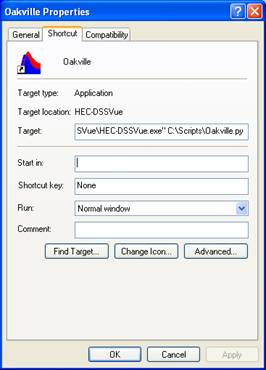 Oakville Properties
General Shortcut Compatibility
Oakville
Target type: Application
Target location: HEC-DSSVue
Target: SVue\HEC-DSSVue.exe" C:\Scripts\Oakville.py
Start in:
Shortcut key: None
Run: Normal window
Comment:
Find Target... Change Icon... Advanced...
OK Cancel Apply